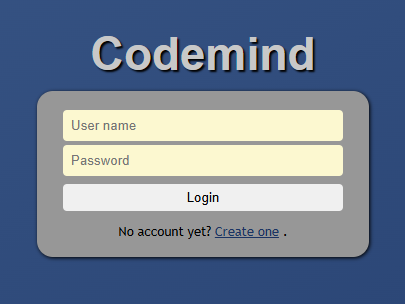 Codemind
User name
Password
Login
No account yet? Create one .